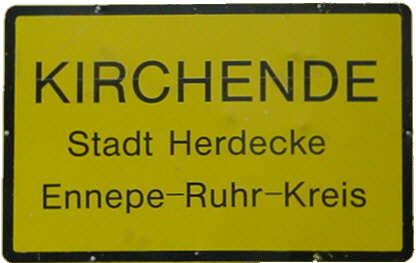 KIRCHENDE
Stadt Herdecke
Ennepe-Ruhr-Kreis